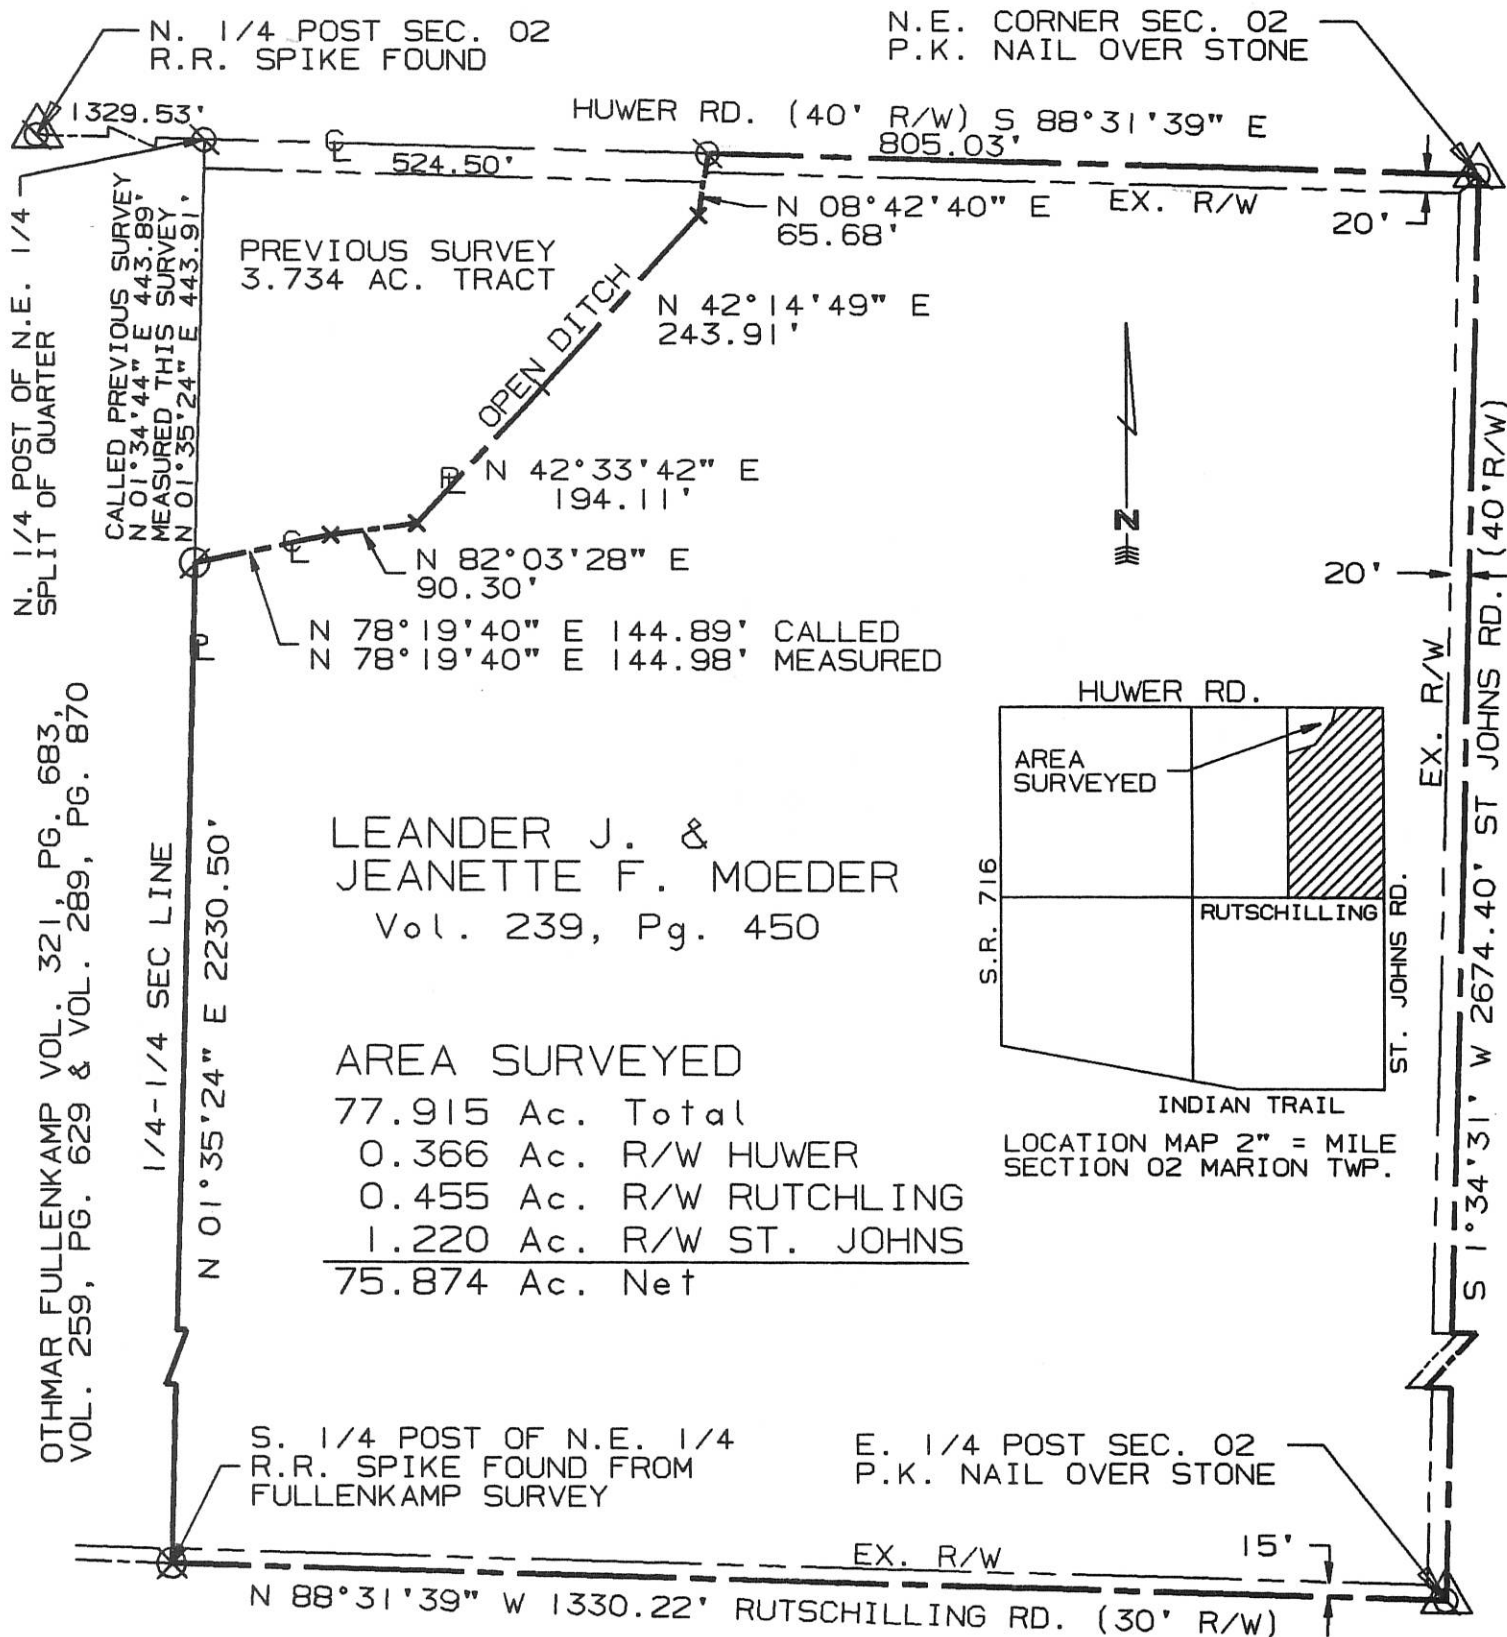 N. 1/4 POST SEC. 02
R.R. SPIKE FOUND
N.E. CORNER SEC. 02
P.K. NAIL OVER STONE
1329.53'
HUWER RD. (40' R/W) S 88°31'39" E
805.03'
℄
524.50'
EX. R/W
20'
N 08°42'40" E
65.68'
N. 1/4 POST OF N.E. 1/4
SPLIT OF QUARTER
CALLED PREVIOUS SURVEY
N 01°34'44" E 443.89'
MEASURED THIS SURVEY
N 01°35'24" E 443.91'
PREVIOUS SURVEY
3.734 AC. TRACT
OPEN DITCH
N 42°14'49" E
243.91'
℄
N 42°33'42" E
194.11'
℄
N 82°03'28" E
90.30'
N 78°19'40" E 144.89' CALLED
N 78°19'40" E 144.98' MEASURED
N
20'
EX. R/W
S 1°34'31" W 2674.40' ST JOHNS RD. (40'R/W)
℄
OTHMAR FULLENKAMP VOL. 321, PG. 683,
VOL. 259, PG. 629 & VOL. 289, PG. 870
1/4-1/4 SEC LINE
N 01°35'24" E 2230.50'
LEANDER J. &
JEANETTE F. MOEDER
Vol. 239, Pg. 450
HUWER RD.
AREA
SURVEYED
S.R. 716
RUTSCHILLING
ST. JOHNS RD.
INDIAN TRAIL
LOCATION MAP 2" = MILE
SECTION 02 MARION TWP.
AREA SURVEYED
77.915 Ac. Total
0.366 Ac. R/W HUWER
0.455 Ac. R/W RUTCHLING
1.220 Ac. R/W ST. JOHNS
75.874 Ac. Net
S. 1/4 POST OF N.E. 1/4
R.R. SPIKE FOUND FROM
FULLENKAMP SURVEY
E. 1/4 POST SEC. 02
P.K. NAIL OVER STONE
EX. R/W
15'
N 88°31'39" W 1330.22' RUTSCHILLING RD. (30' R/W)